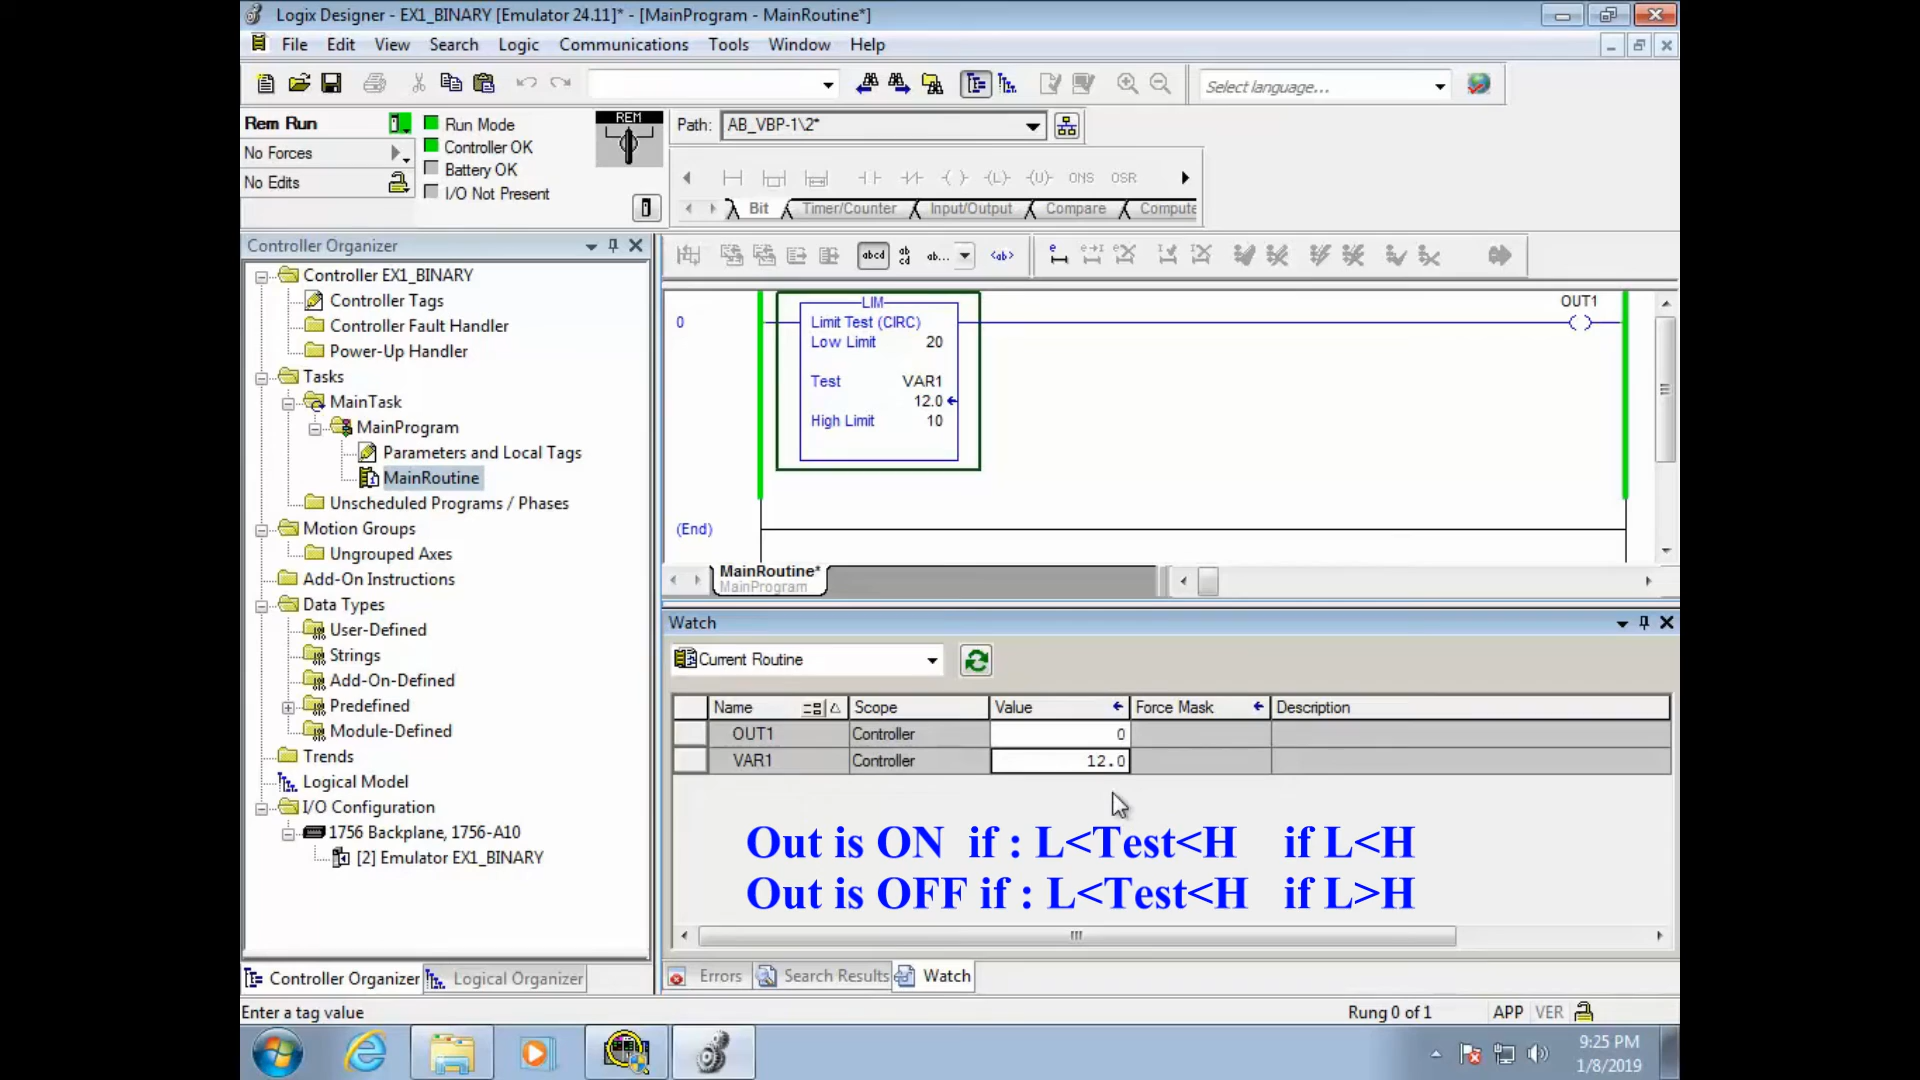 Logix Designer - EX1_BINARY [Emulator 24.11]* - [MainProgram - MainRoutine*]
File Edit View Search Logic Communications Tools Window Help
Select language...
Rem Run
No Forces
No Edits
Run Mode
Controller OK
Battery OK
I/O Not Present
REM
Path: AB_VBP-1\2*
(L) (U) ONS OSR
Bit Timer/Counter Input/Output Compare Compute
Controller Organizer
abcd ab cd ab... <ab>
Controller EX1_BINARY
Controller Tags
Controller Fault Handler
Power-Up Handler
Tasks
MainTask
MainProgram
Parameters and Local Tags
MainRoutine
Unscheduled Programs / Phases
Motion Groups
Ungrouped Axes
Add-On Instructions
Data Types
User-Defined
Strings
Add-On-Defined
Predefined
Module-Defined
Trends
Logical Model
I/O Configuration
1756 Backplane, 1756-A10
[2] Emulator EX1_BINARY
Controller Organizer Logical Organizer
0
LIM
Limit Test (CIRC)
Low Limit 20
Test VAR1
12.0
High Limit 10
OUT1
(End)
MainRoutine*
MainProgram
Watch
Current Routine
Name Scope Value Force Mask Description
OUT1 Controller 0
VAR1 Controller 12.0
Out is ON if : L<Test<H if L<H
Out is OFF if : L<Test<H if L>H
Errors Search Results Watch
Enter a tag value
Rung 0 of 1 APP VER
9:25 PM
1/8/2019